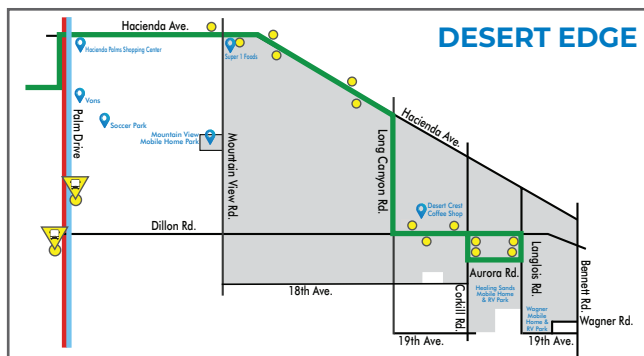 Hacienda Ave.
DESERT EDGE
Hacienda Palms Shopping Center
Super 1 Foods
Vons
Soccer Park
Palm Drive
Mountain View
Mobile Home Park
Mountain View Rd.
Long Canyon Rd.
Hacienda Ave.
Desert Crest
Coffee Shop
Dillon Rd.
Aurora Rd.
Langlois Rd.
Bennett Rd.
18th Ave.
Corkill Rd.
Healing Sands
Mobile Home
& RV Park
Wagner
Mobile
Home &
RV Park
Wagner Rd.
19th Ave.
19th Ave.